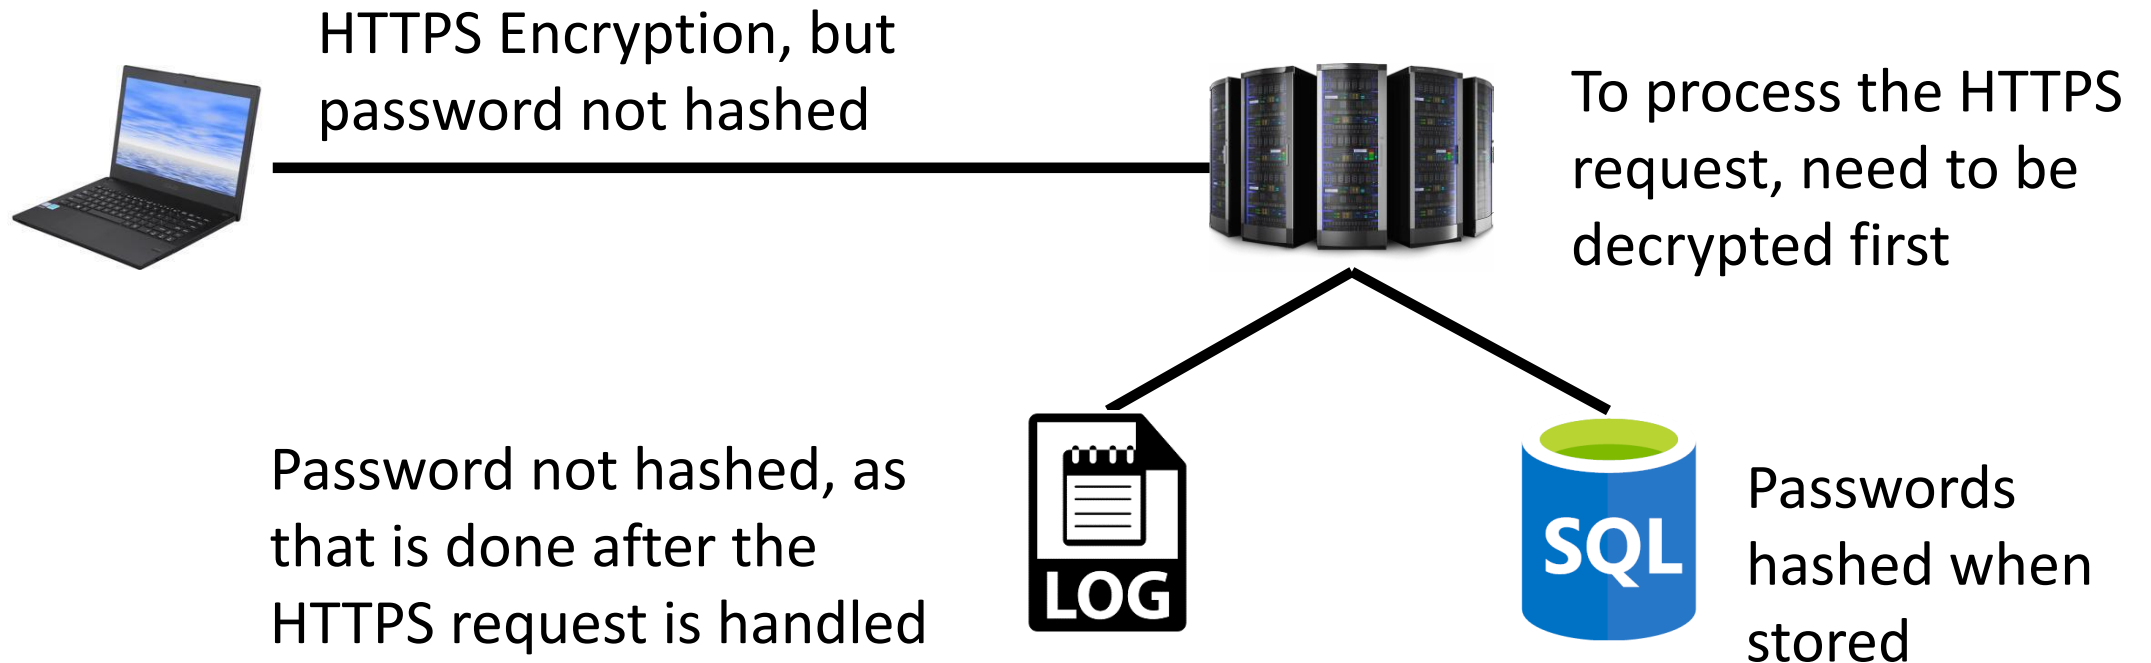 HTTPS Encryption, but
password not hashed
To process the HTTPS
request, need to be
decrypted first
Password not hashed, as
that is done after the
HTTPS request is handled
LOG
SQL
Passwords
hashed when
stored